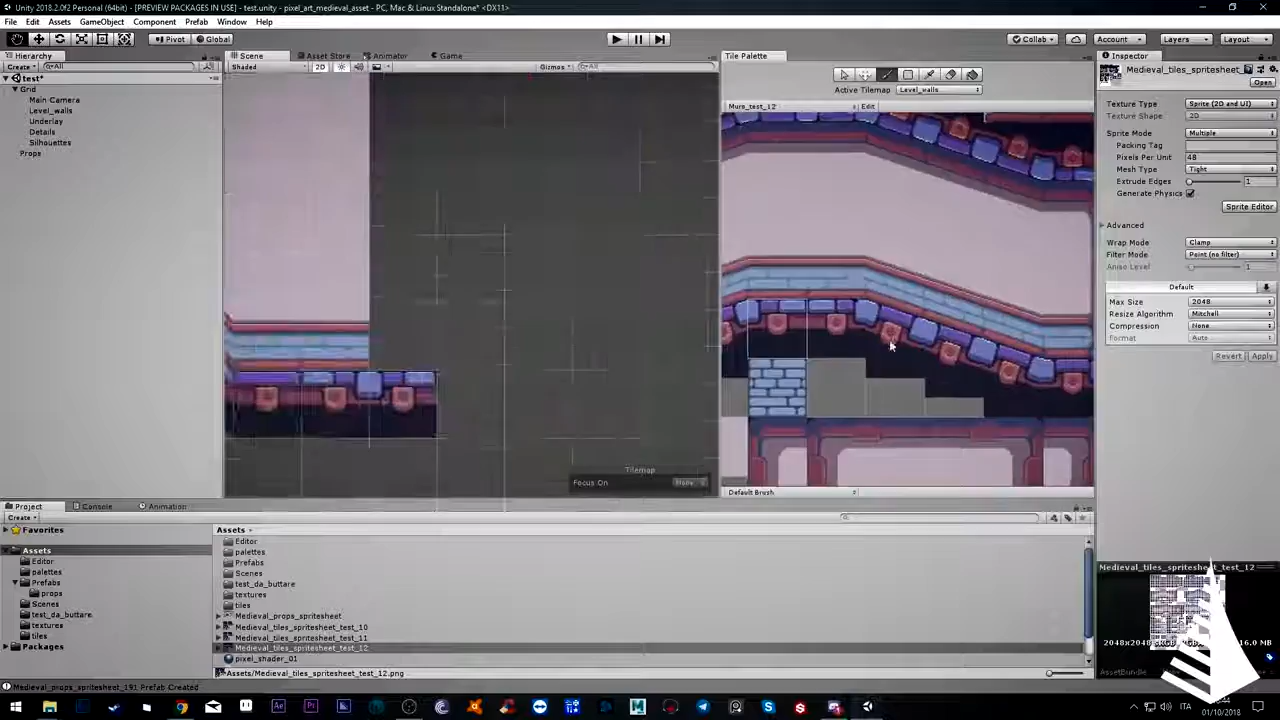 [PREVIEW PACKAGES IN USE] - test.unity - pixel_art_medieval_asset - PC, Mac & Linux Standalone* <DX11>
Unity 2018.2.0f2 Personal (64bit) -
File Edit Assets GameObject Component Prefab Window Help
Pivot Global
Collab Account Layers Layout
Hierarchy
Create All
test*
Grid
Main Camera
Level_walls
Underlay
Details
Silhouettes
Props
Scene Asset Store Animator Game
Shaded 2D Gizmos All
Tilemap
Focus On None
Tile Palette
Active Tilemap Level_walls
Muro_test_12 Edit
Default Brush
Inspector
Medieval_tiles_spritesheet_
Open
Texture Type Sprite (2D and UI)
Texture Shape 2D
Sprite Mode Multiple
Packing Tag
Pixels Per Unit 48
Mesh Type Tight
Extrude Edges 1
Generate Physics
Sprite Editor
Advanced
Wrap Mode Clamp
Filter Mode Point (no filter)
Aniso Level 1
Default
Max Size 2048
Resize Algorithm Mitchell
Compression None
Format Auto
Revert Apply
Project Console Animation
Create
Favorites
Assets
Editor
palettes
Prefabs
props
Scenes
test_da_buttare
textures
tiles
Packages
Assets
Editor
palettes
Prefabs
Scenes
test_da_buttare
textures
tiles
Medieval_props_spritesheet
Medieval_tiles_spritesheet_test_10
Medieval_tiles_spritesheet_test_11
Medieval_tiles_spritesheet_test_12
pixel_shader_01
Assets/Medieval_tiles_spritesheet_test_12.png
2048x2048
AssetBundle
Medieval_props_spritesheet_191 Prefab Created
ITA
01/10/2018